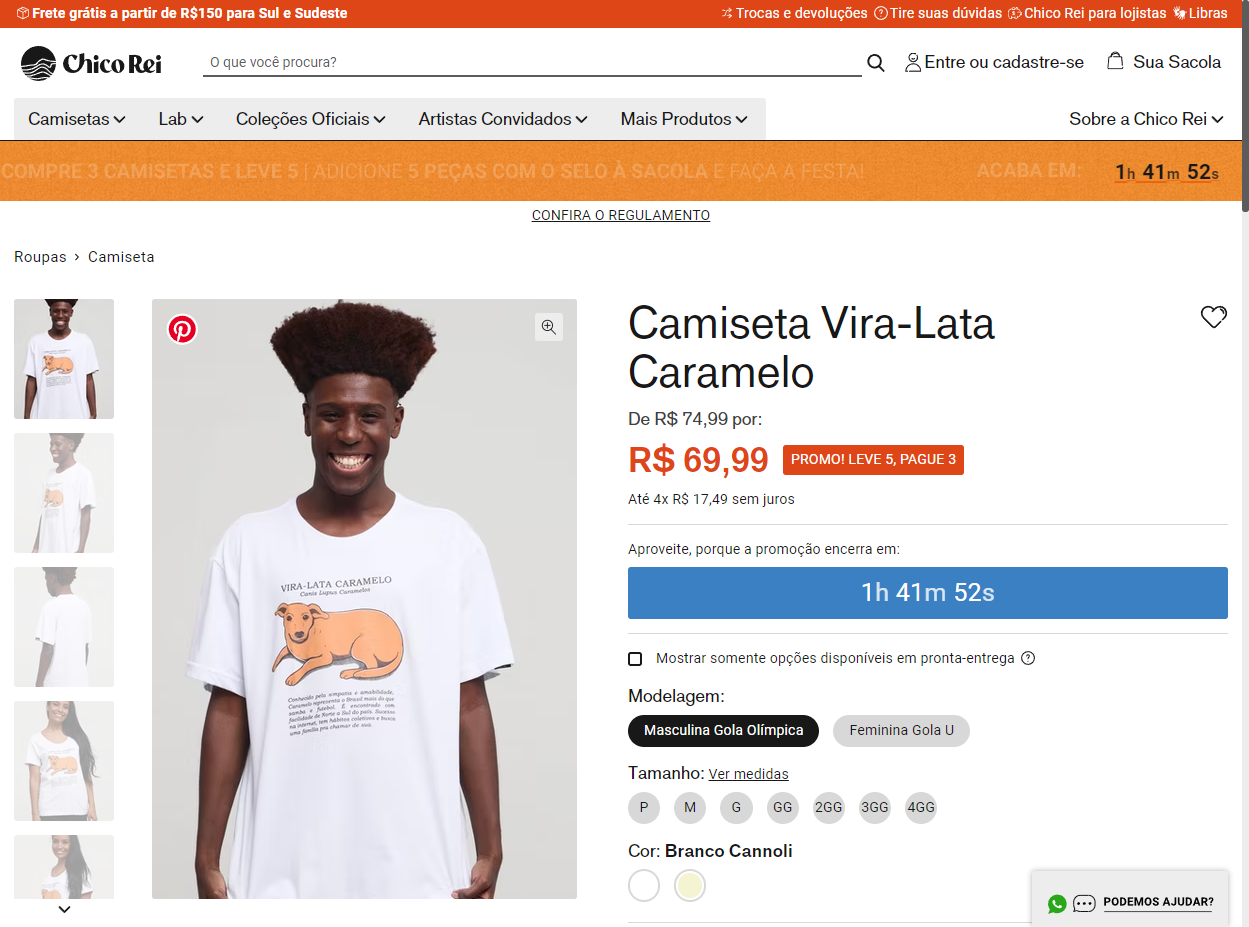 Frete grátis a partir de R$150 para Sul e Sudeste
Trocas e devoluções
Tire suas dúvidas
Chico Rei para lojistas
Libras
Chico Rei
O que você procura?
Entre ou cadastre-se
Sua Sacola
Camisetas
Lab
Coleções Oficiais
Artistas Convidados
Mais Produtos
Sobre a Chico Rei
COMPRE 3 CAMISETAS E LEVE 5 | ADICIONE 5 PEÇAS COM O SELO À SACOLA E FAÇA A FESTA!
ACABA EM:
1h 41m 52s
CONFIRA O REGULAMENTO
Roupas › Camiseta
VIRA-LATA CARAMELO
Canis Lupus Caramelos
Conhecido pela simpatia e amabilidade,
Caramelo representa o Brasil mais do que
samba e futebol. É encontrado com
facilidade de Norte a Sul do país. Sucesso
na internet, tem hábitos coletivos e busca
uma família pra chamar de sua.
Camiseta Vira-Lata
Caramelo
De R$ 74,99 por:
R$ 69,99
PROMO! LEVE 5, PAGUE 3
Até 4x R$ 17,49 sem juros
Aproveite, porque a promoção encerra em:
1h 41m 52s
Mostrar somente opções disponíveis em pronta-entrega
Modelagem:
Masculina Gola Olímpica
Feminina Gola U
Tamanho: Ver medidas
P
M
G
GG
2GG
3GG
4GG
Cor: Branco Cannoli
PODEMOS AJUDAR?